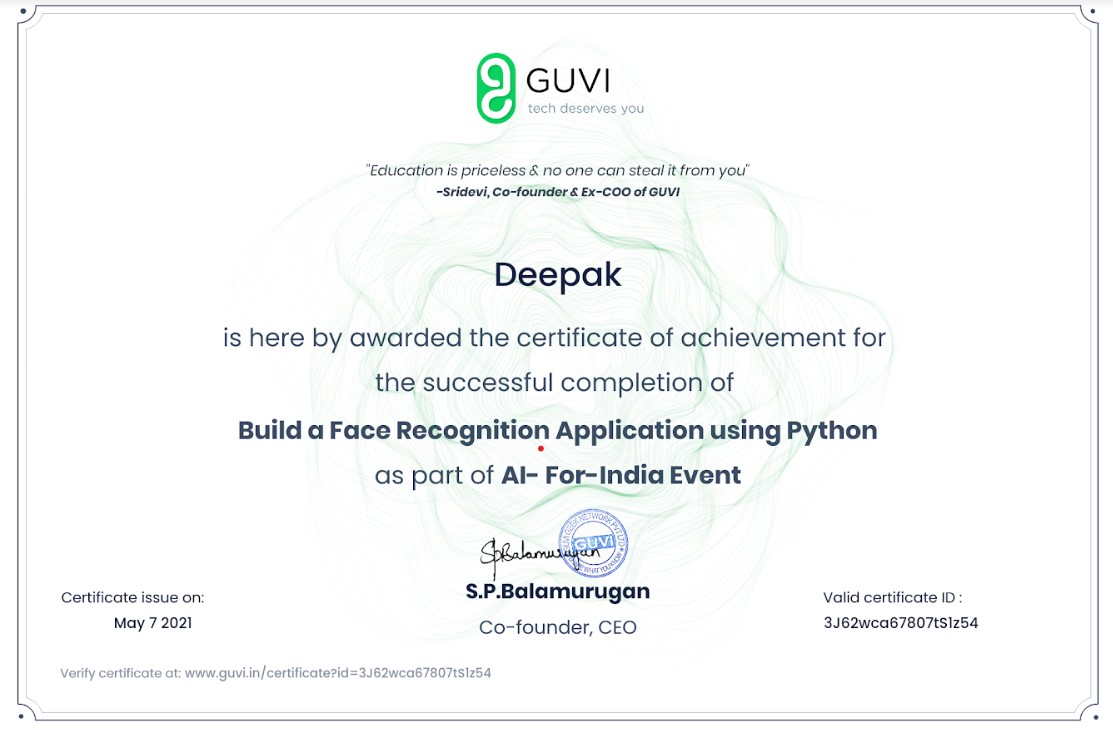 GUVI
tech deserves you
"Education is priceless & no one can steal it from you"
-Sridevi, Co-founder & Ex-COO of GUVI
Deepak
is here by awarded the certificate of achievement for
the successful completion of
Build a Face Recognition Application using Python
as part of AI- For-India Event
SpBalamurugan
GUVI
S.P.Balamurugan
Co-founder, CEO
Certificate issue on:
May 7 2021
Valid certificate ID :
3J62wca67807tS1z54
Verify certificate at: www.guvi.in/certificate?id=3J62wca67807tS1z54